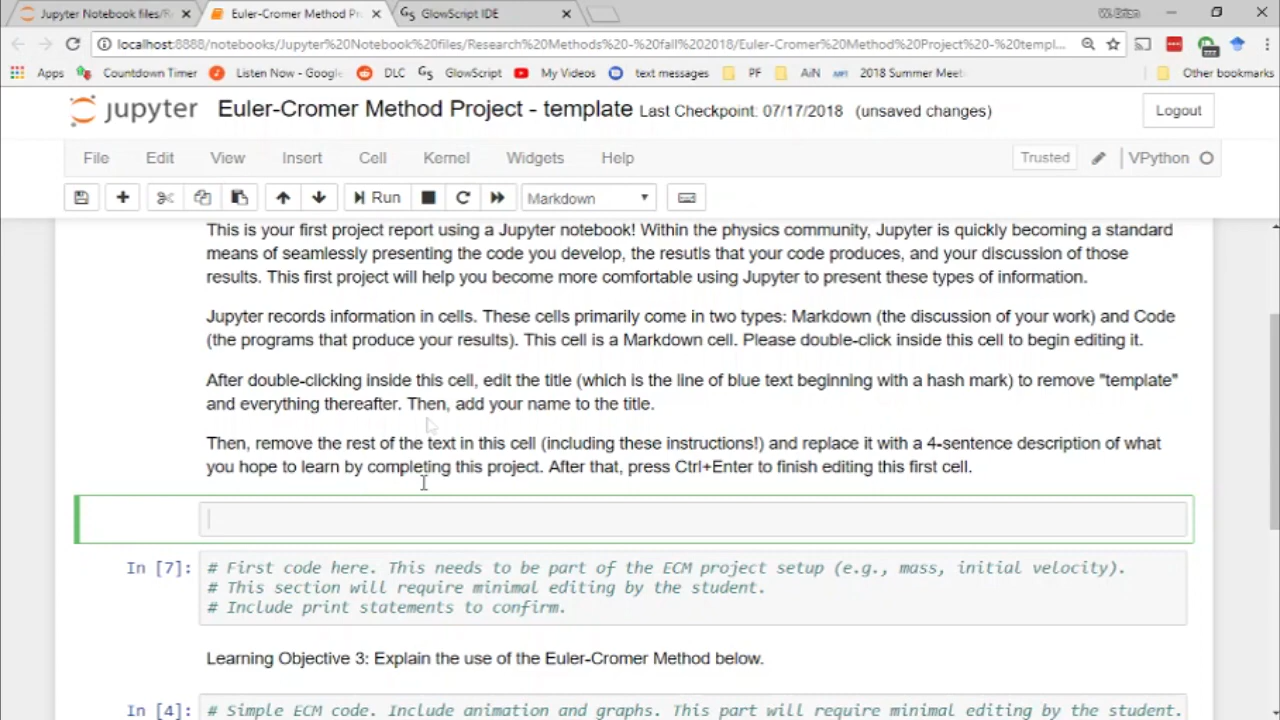 Jupyter Notebook files/R
Euler-Cromer Method Pr
GlowScript IDE
localhost:8888/notebooks/Jupyter%20Notebook%20files/Research%20Methods%20-%20fall%202018/Euler-Cromer%20Method%20Project%20-%20templ...
Apps Countdown Timer Listen Now - Google DLC GlowScript My Videos text messages PF AiN 2018 Summer Meet Other bookmarks
jupyter Euler-Cromer Method Project - template Last Checkpoint: 07/17/2018 (unsaved changes) Logout
File Edit View Insert Cell Kernel Widgets Help Trusted VPython
Run Markdown
This is your first project report using a Jupyter notebook! Within the physics community, Jupyter is quickly becoming a standard
means of seamlessly presenting the code you develop, the resutls that your code produces, and your discussion of those
results. This first project will help you become more comfortable using Jupyter to present these types of information.
Jupyter records information in cells. These cells primarily come in two types: Markdown (the discussion of your work) and Code
(the programs that produce your results). This cell is a Markdown cell. Please double-click inside this cell to begin editing it.
After double-clicking inside this cell, edit the title (which is the line of blue text beginning with a hash mark) to remove "template"
and everything thereafter. Then, add your name to the title.
Then, remove the rest of the text in this cell (including these instructions!) and replace it with a 4-sentence description of what
you hope to learn by completing this project. After that, press Ctrl+Enter to finish editing this first cell.
In [7]: # First code here. This needs to be part of the ECM project setup (e.g., mass, initial velocity).
# This section will require minimal editing by the student.
# Include print statements to confirm.
Learning Objective 3: Explain the use of the Euler-Cromer Method below.
In [4]: # Simple ECM code. Include animation and graphs. This part will require minimal editing by the student.